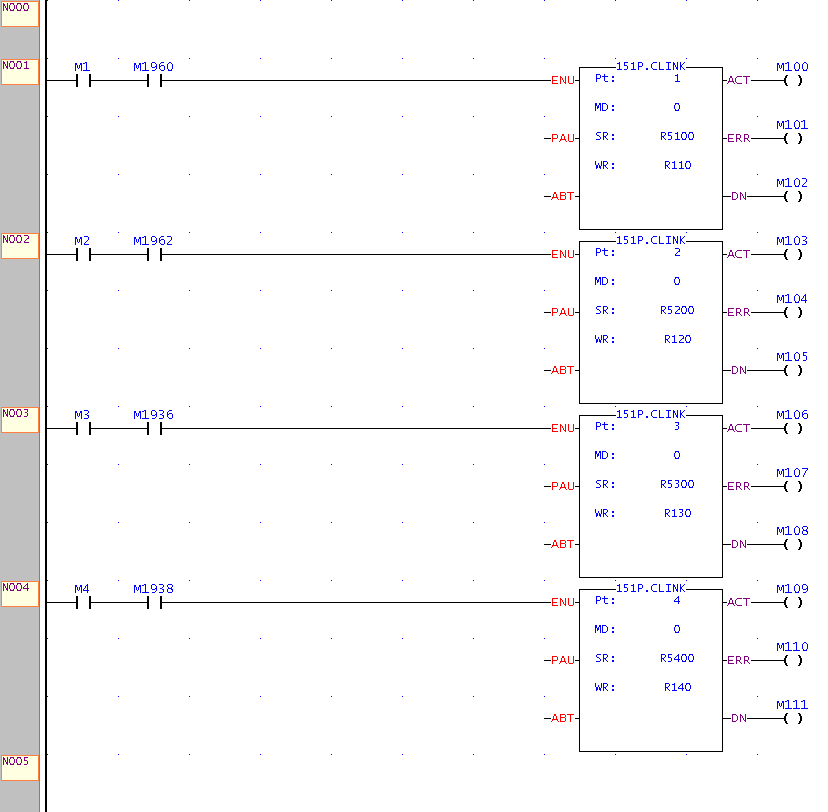 N000
N001
M1 M1960 151P.CLINK M100
ENU Pt: 1 ACT
MD: 0
M101
PAU SR: R5100 ERR
WR: R110
M102
ABT DN
N002
M2 M1962 151P.CLINK M103
ENU Pt: 2 ACT
MD: 0
M104
PAU SR: R5200 ERR
WR: R120
M105
ABT DN
N003
M3 M1936 151P.CLINK M106
ENU Pt: 3 ACT
MD: 0
M107
PAU SR: R5300 ERR
WR: R130
M108
ABT DN
N004
M4 M1938 151P.CLINK M109
ENU Pt: 4 ACT
MD: 0
M110
PAU SR: R5400 ERR
WR: R140
M111
ABT DN
N005